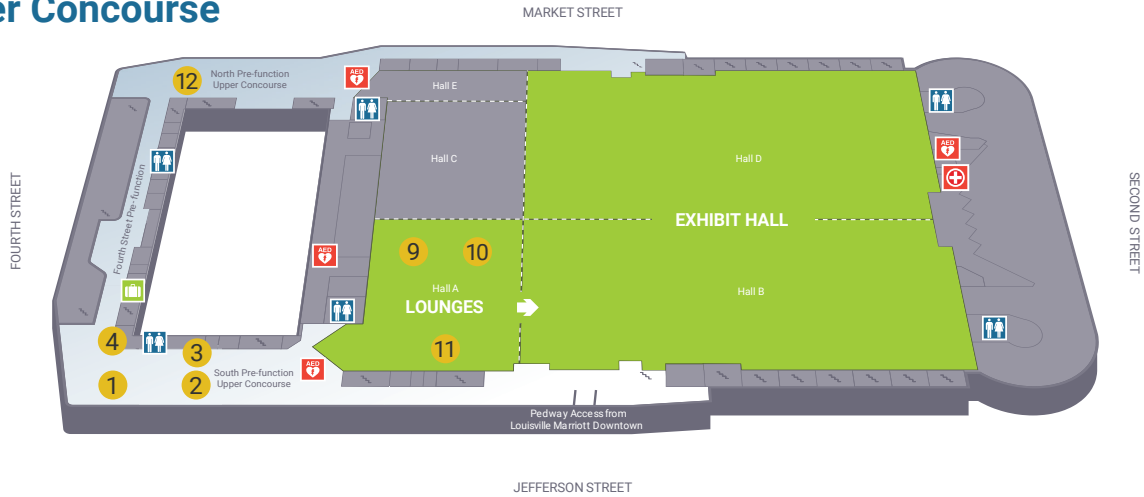 er Concourse
MARKET STREET
12
North Pre-function
Upper Concourse
AED
Hall E
Hall C
Hall D
AED
FOURTH STREET
Fourth Street Pre-function
SECOND STREET
EXHIBIT HALL
AED
9
10
Hall A
LOUNGES
Hall B
4
3
11
AED
1
2
South Pre-function
Upper Concourse
Pedway Access from
Louisville Marriott Downtown
JEFFERSON STREET